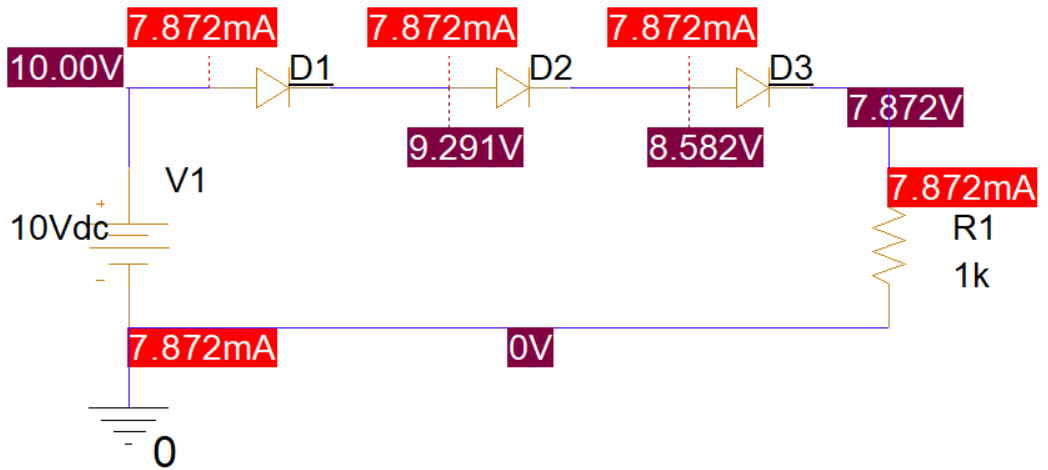 7.872mA 7.872mA 7.872mA
10.00V
D1 D2 D3
7.872V
9.291V 8.582V
V1
7.872mA
+
10Vdc
R1
1k
-
7.872mA
0V
0